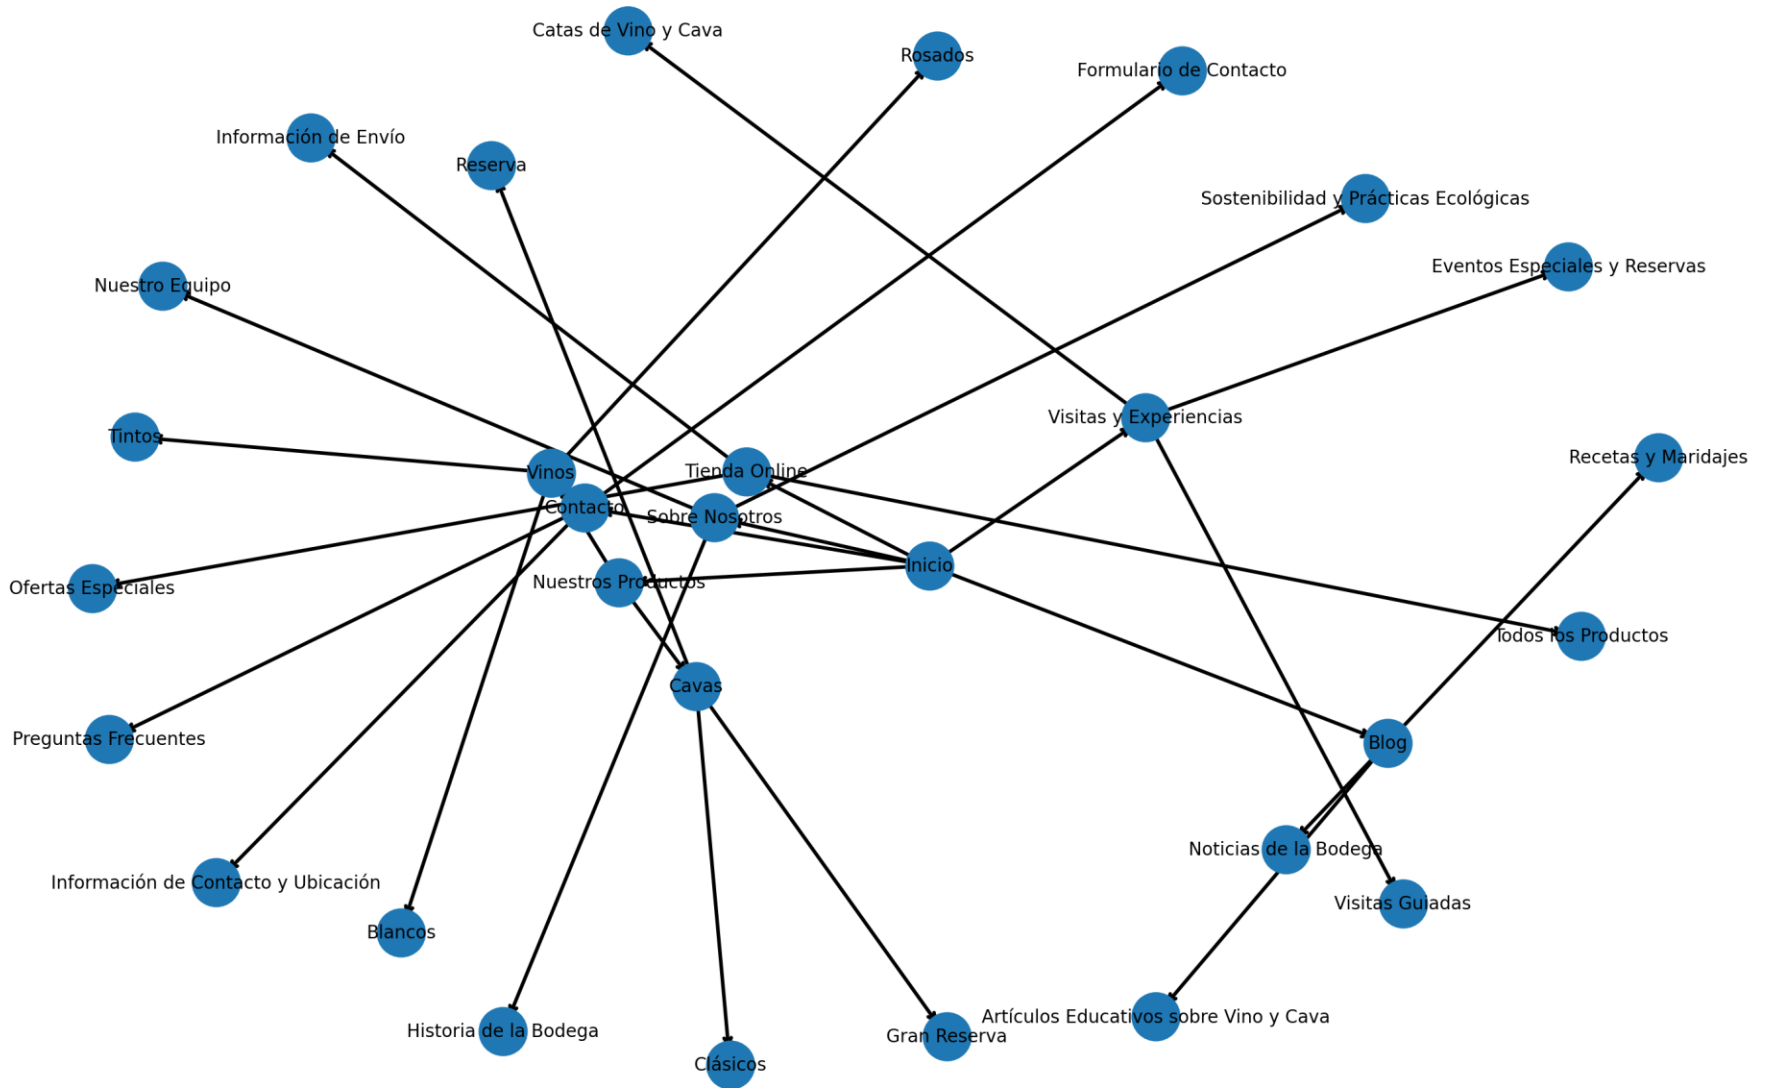 Catas de Vino y Cava
Rosados
Formulario de Contacto
Información de Envío
Reserva
Sostenibilidad y Prácticas Ecológicas
Eventos Especiales y Reservas
Nuestro Equipo
Visitas y Experiencias
Tintos
Recetas y Maridajes
Vinos
Tienda Online
Contacto
Sobre Nosotros
Inicio
Nuestros Productos
Ofertas Especiales
Todos los Productos
Cavas
Preguntas Frecuentes
Blog
Noticias de la Bodega
Información de Contacto y Ubicación
Visitas Guiadas
Blancos
Artículos Educativos sobre Vino y Cava
Historia de la Bodega
Gran Reserva
Clásicos